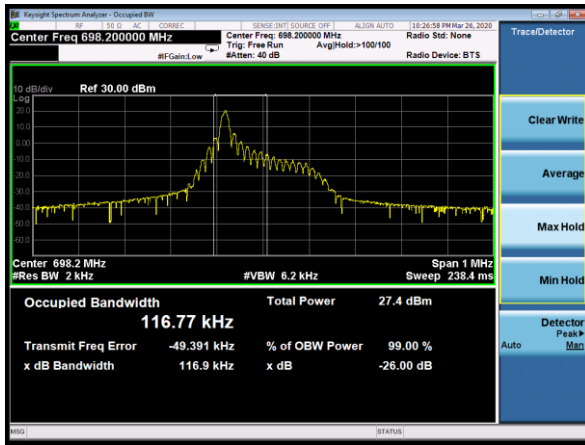 Keysight Spectrum Analyzer - Occupied BW
RF 50 Ω AC CORREC SENSE:INT SOURCE OFF ALIGN AUTO 10:26:58 PM Mar 26, 2020
Center Freq 698.200000 MHz Center Freq: 698.200000 MHz Radio Std: None
Trig: Free Run Avg|Hold:>100/100
#IFGain:Low #Atten: 40 dB Radio Device: BTS
Trace/Detector
10 dB/div Ref 30.00 dBm
Log
20.0
10.0
0.00
-10.0
-20.0
-30.0
-40.0
-50.0
-60.0
Center 698.2 MHz Span 1 MHz
#Res BW 2 kHz #VBW 6.2 kHz Sweep 238.4 ms
Occupied Bandwidth Total Power 27.4 dBm
116.77 kHz
Transmit Freq Error -49.391 kHz % of OBW Power 99.00 %
x dB Bandwidth 116.9 kHz x dB -26.00 dB
Clear Write
Average
Max Hold
Min Hold
Detector
Peak▶
Auto Man
MSG STATUS